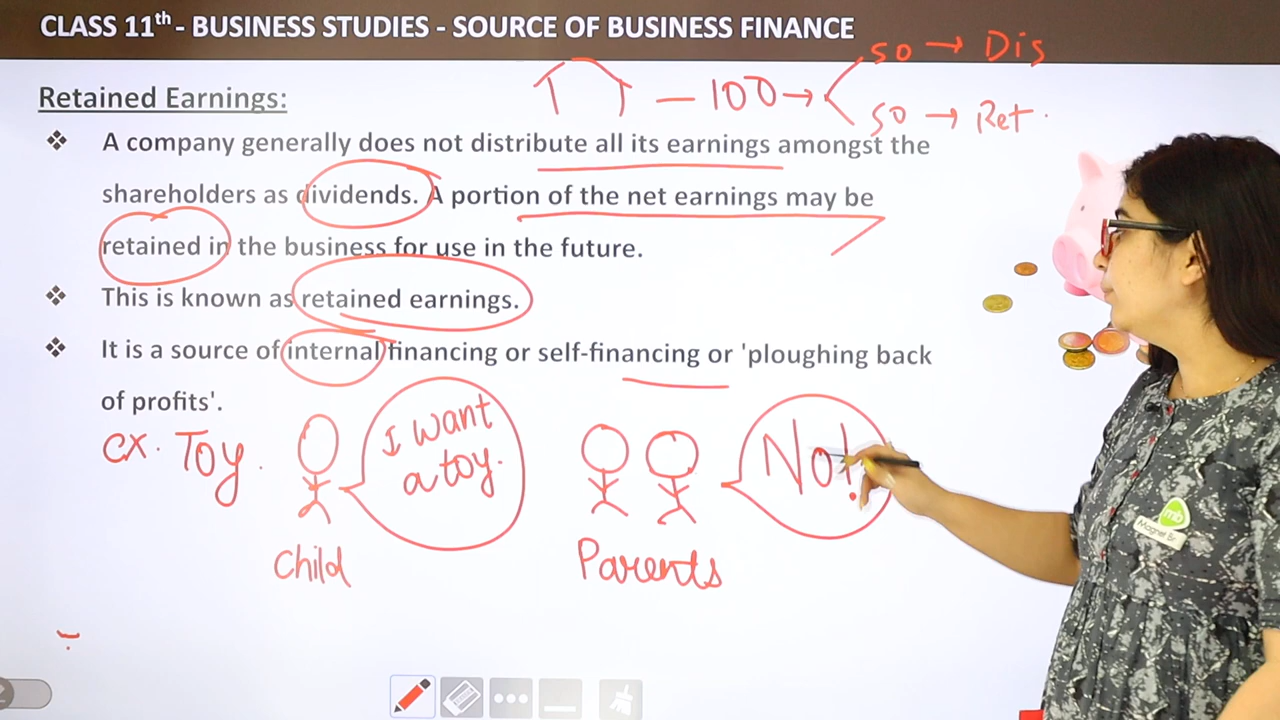 CLASS 11th - BUSINESS STUDIES - SOURCE OF BUSINESS FINANCE
100 → 50 → Dis
50 → Ret.
Retained Earnings:
❖ A company generally does not distribute all its earnings amongst the
shareholders as dividends. A portion of the net earnings may be
retained in the business for use in the future.
❖ This is known as retained earnings.
❖ It is a source of internal financing or self-financing or 'ploughing back
of profits'.
ex. Toy.
I want
a toy.
No!
Child
Parents
mb
Magnet Br